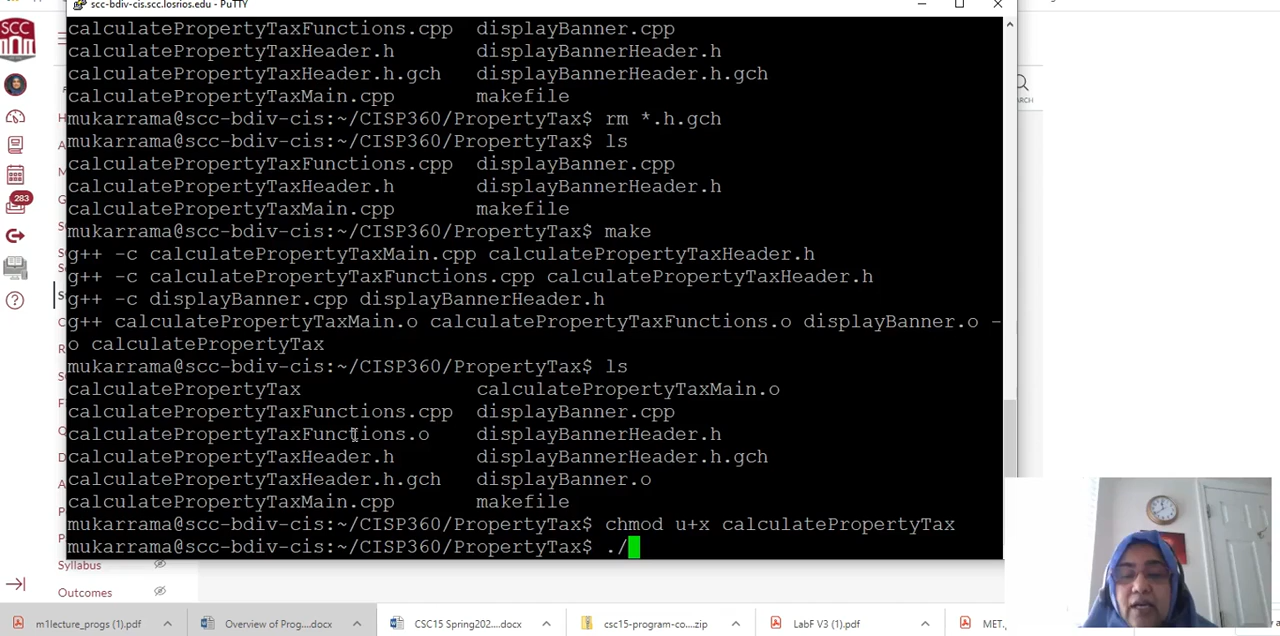 scc-bdiv-cis.scc.losrios.edu - PuTTY
SCC
calculatePropertyTaxFunctions.cpp displayBanner.cpp
calculatePropertyTaxHeader.h displayBannerHeader.h
calculatePropertyTaxHeader.h.gch displayBannerHeader.h.gch
calculatePropertyTaxMain.cpp makefile
mukarrama@scc-bdiv-cis:~/CISP360/PropertyTax$ rm *.h.gch
mukarrama@scc-bdiv-cis:~/CISP360/PropertyTax$ ls
calculatePropertyTaxFunctions.cpp displayBanner.cpp
calculatePropertyTaxHeader.h displayBannerHeader.h
calculatePropertyTaxMain.cpp makefile
mukarrama@scc-bdiv-cis:~/CISP360/PropertyTax$ make
g++ -c calculatePropertyTaxMain.cpp calculatePropertyTaxHeader.h
g++ -c calculatePropertyTaxFunctions.cpp calculatePropertyTaxHeader.h
g++ -c displayBanner.cpp displayBannerHeader.h
g++ calculatePropertyTaxMain.o calculatePropertyTaxFunctions.o displayBanner.o -
o calculatePropertyTax
mukarrama@scc-bdiv-cis:~/CISP360/PropertyTax$ ls
calculatePropertyTax calculatePropertyTaxMain.o
calculatePropertyTaxFunctions.cpp displayBanner.cpp
calculatePropertyTaxFunctions.o displayBannerHeader.h
calculatePropertyTaxHeader.h displayBannerHeader.h.gch
calculatePropertyTaxHeader.h.gch displayBanner.o
calculatePropertyTaxMain.cpp makefile
mukarrama@scc-bdiv-cis:~/CISP360/PropertyTax$ chmod u+x calculatePropertyTax
mukarrama@scc-bdiv-cis:~/CISP360/PropertyTax$ ./
283
Syllabus
Outcomes
m1lecture_progs (1).pdf
Overview of Prog....docx
CSC15 Spring202....docx
csc15-program-co....zip
LabF V3 (1).pdf